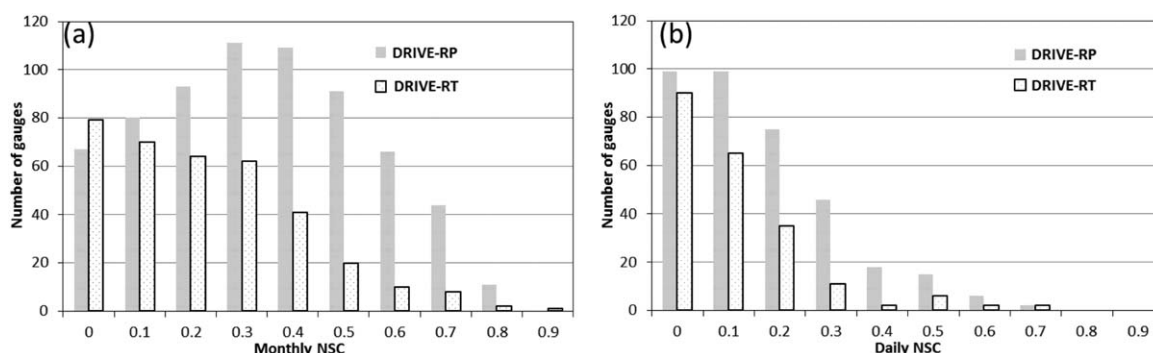 (a)
DRIVE-RP
DRIVE-RT
Number of gauges
120
100
80
60
40
20
0
0 0.1 0.2 0.3 0.4 0.5 0.6 0.7 0.8 0.9
Monthly NSC
(b)
DRIVE-RP
DRIVE-RT
Number of gauges
120
100
80
60
40
20
0
0 0.1 0.2 0.3 0.4 0.5 0.6 0.7 0.8 0.9
Daily NSC